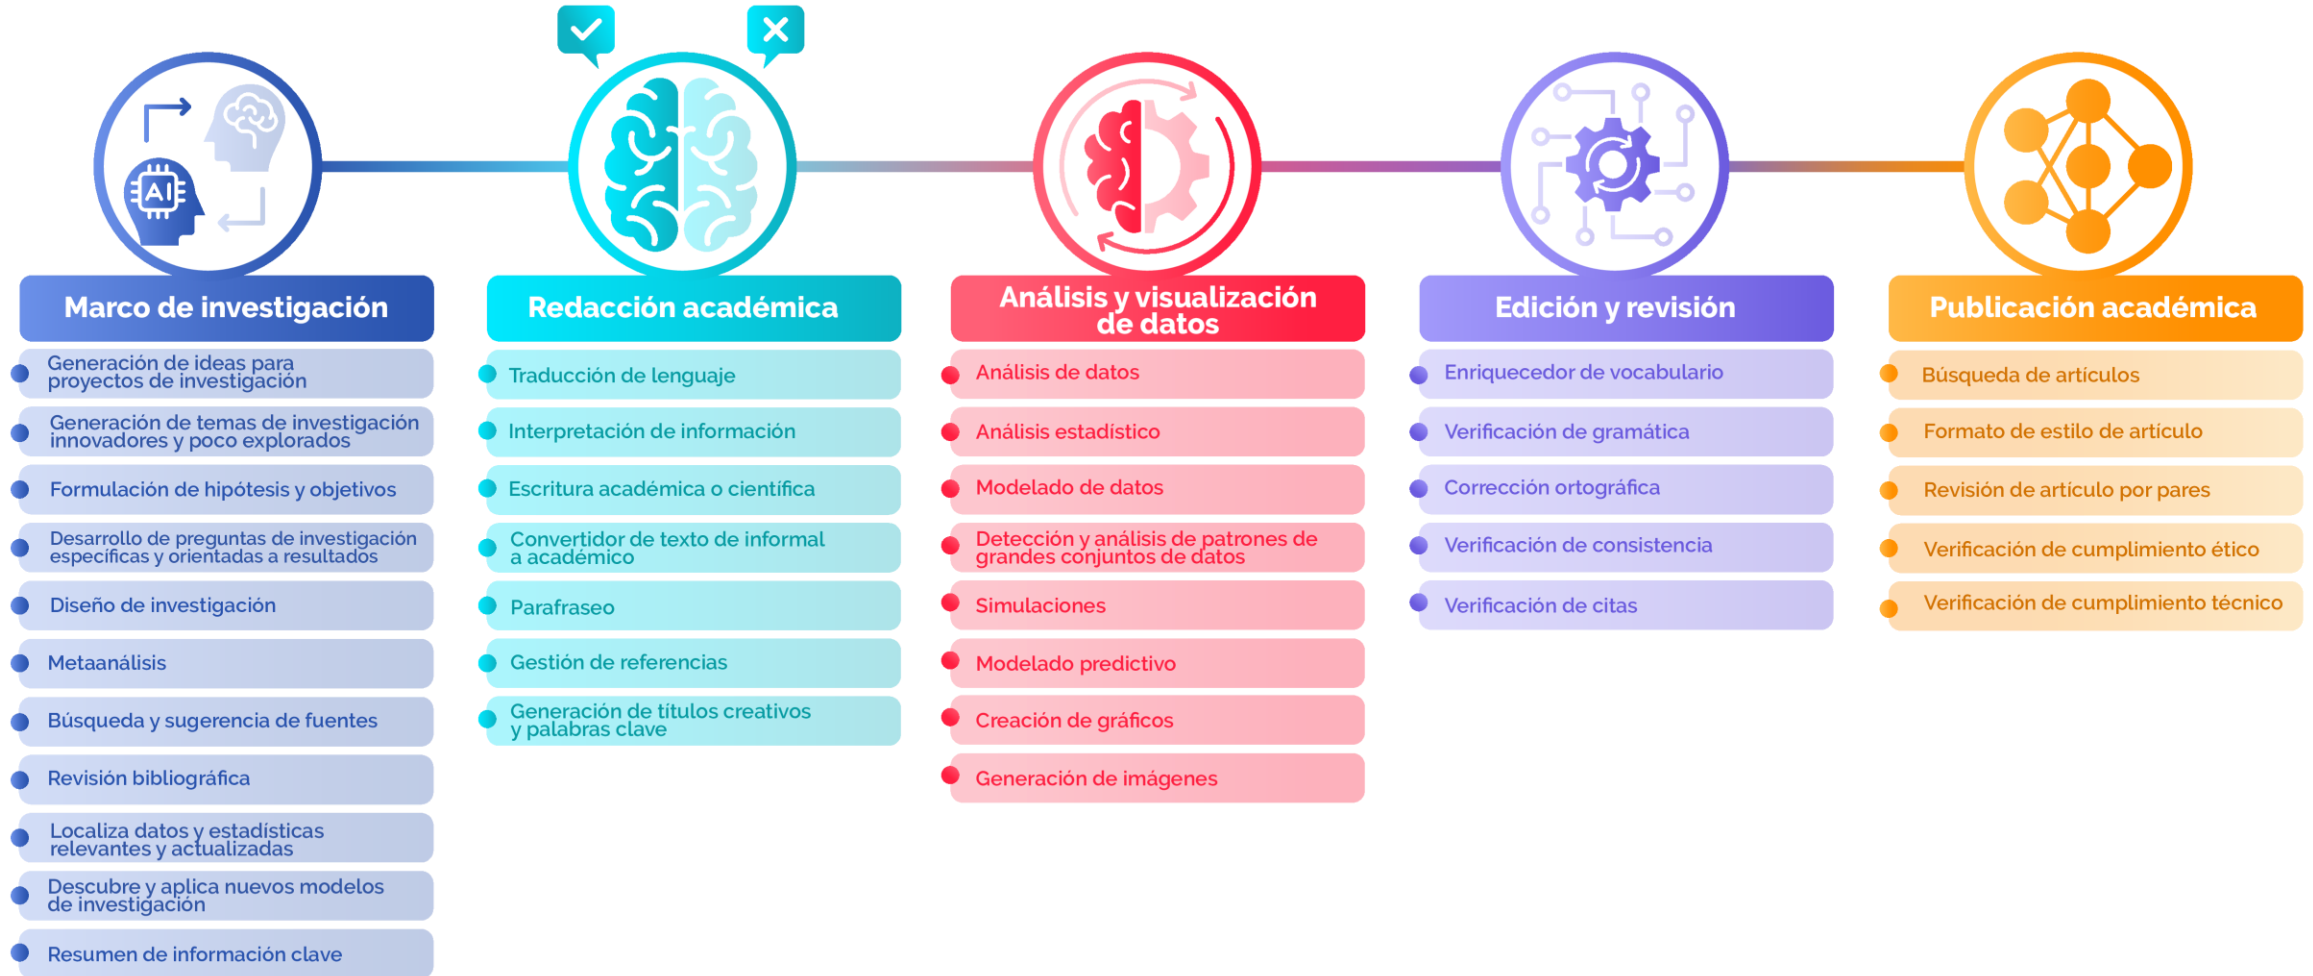 AI
Marco de investigación
Generación de ideas para
proyectos de investigación
Generación de temas de investigación
innovadores y poco explorados
Formulación de hipótesis y objetivos
Desarrollo de preguntas de investigación
específicas y orientadas a resultados
Diseño de investigación
Metaanálisis
Búsqueda y sugerencia de fuentes
Revisión bibliográfica
Localiza datos y estadísticas
relevantes y actualizadas
Descubre y aplica nuevos modelos
de investigación
Resumen de información clave
Redacción académica
Traducción de lenguaje
Interpretación de información
Escritura académica o científica
Convertidor de texto de informal
a académico
Parafraseo
Gestión de referencias
Generación de títulos creativos
y palabras clave
Análisis y visualización
de datos
Análisis de datos
Análisis estadístico
Modelado de datos
Detección y análisis de patrones de
grandes conjuntos de datos
Simulaciones
Modelado predictivo
Creación de gráficos
Generación de imágenes
Edición y revisión
Enriquecedor de vocabulario
Verificación de gramática
Corrección ortográfica
Verificación de consistencia
Verificación de citas
Publicación académica
Búsqueda de artículos
Formato de estilo de artículo
Revisión de artículo por pares
Verificación de cumplimiento ético
Verificación de cumplimiento técnico